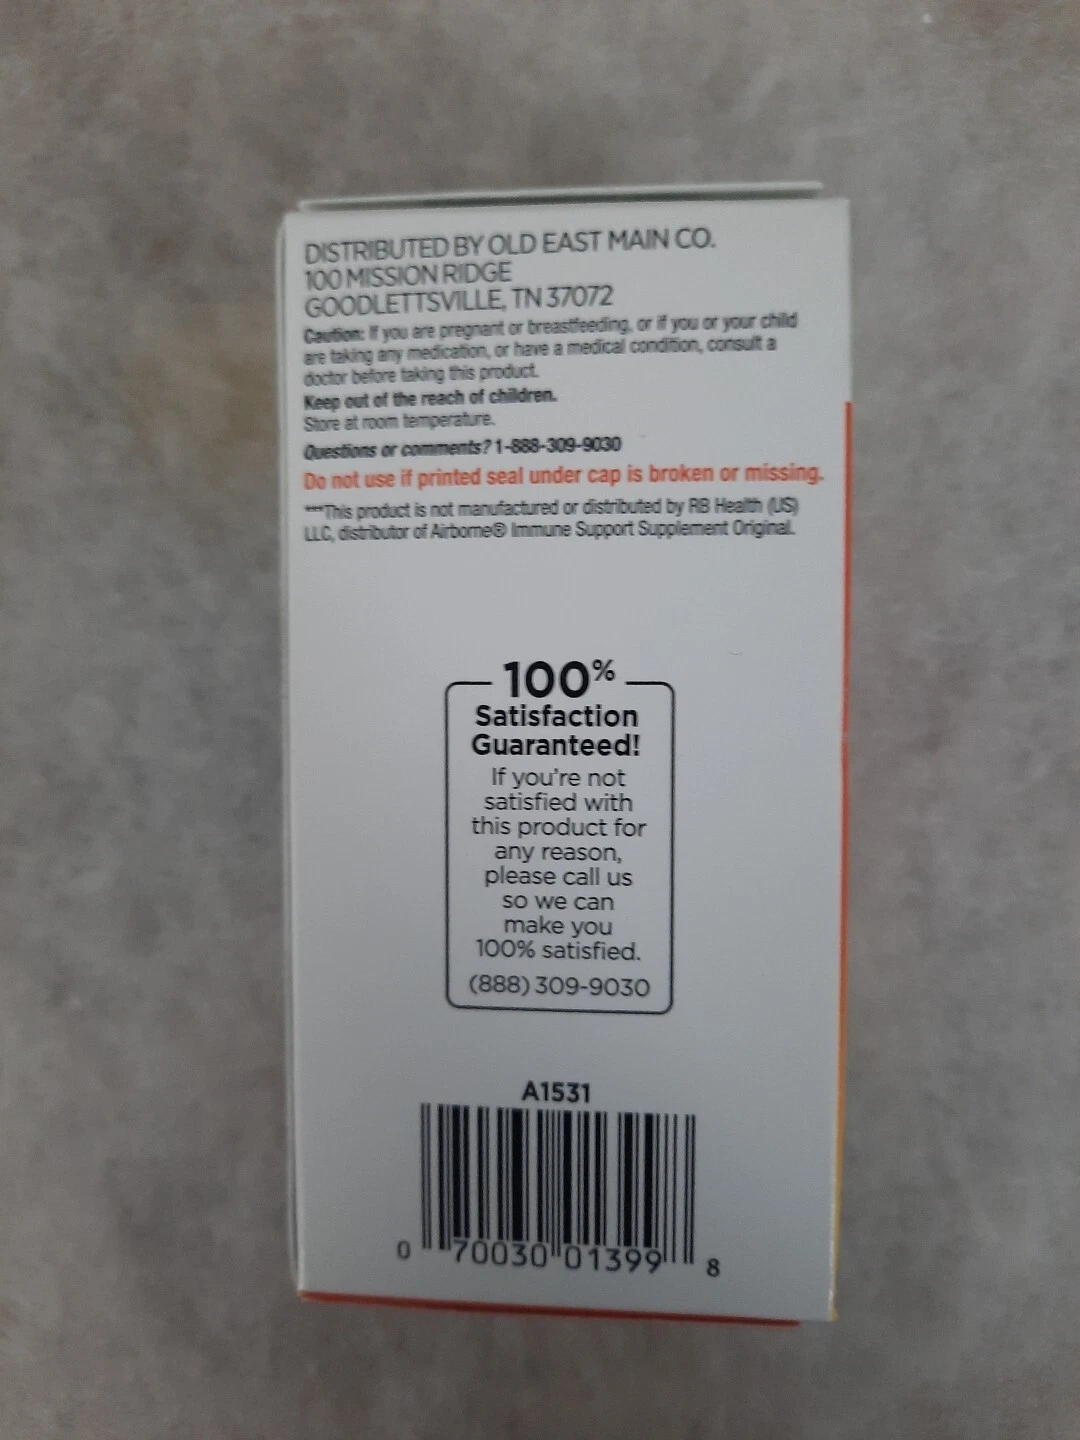 DISTRIBUTED BY OLD EAST MAIN CO.
100 MISSION RIDGE
GOODLETTSVILLE, TN 37072
Caution: If you are pregnant or breastfeeding, or if you or your child
are taking any medication, or have a medical condition, consult a
doctor before taking this product.
Keep out of the reach of children.
Store at room temperature.
Questions or comments? 1-888-309-9030
Do not use if printed seal under cap is broken or missing.
***This product is not manufactured or distributed by RB Health (US)
LLC, distributor of Airborne® Immune Support Supplement Original.
100%
Satisfaction
Guaranteed!
If you're not
satisfied with
this product for
any reason,
please call us
so we can
make you
100% satisfied.
(888) 309-9030
A1531
0 70030 01399 8